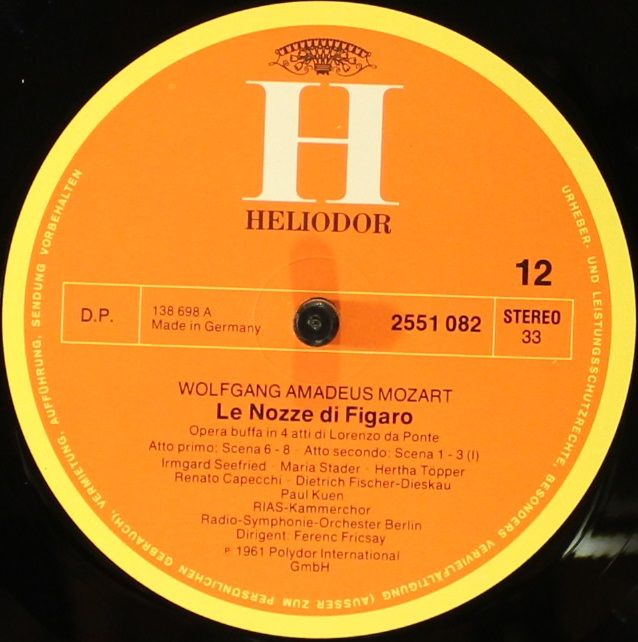 H
HELIODOR
12
D.P.
138 698 A
Made in Germany
2551 082
STEREO
33
WOLFGANG AMADEUS MOZART
Le Nozze di Figaro
Opera buffa in 4 atti di Lorenzo da Ponte
Atto primo: Scena 6 - 8 · Atto secondo: Scena 1 - 3 (I)
Irmgard Seefried · Maria Stader · Hertha Töpper
Renato Capecchi · Dietrich Fischer-Dieskau
Paul Kuen
RIAS-Kammerchor
Radio-Symphonie-Orchester Berlin
Dirigent: Ferenc Fricsay
℗ 1961 Polydor International
GmbH
URHEBER- UND LEISTUNGSSCHUTZRECHTE, BESONDERS VERVIELFÄLTIGUNG (AUSSER ZUM PERSÖNLICHEN GEBRAUCH), VERMIETUNG, AUFFÜHRUNG, SENDUNG VORBEHALTEN